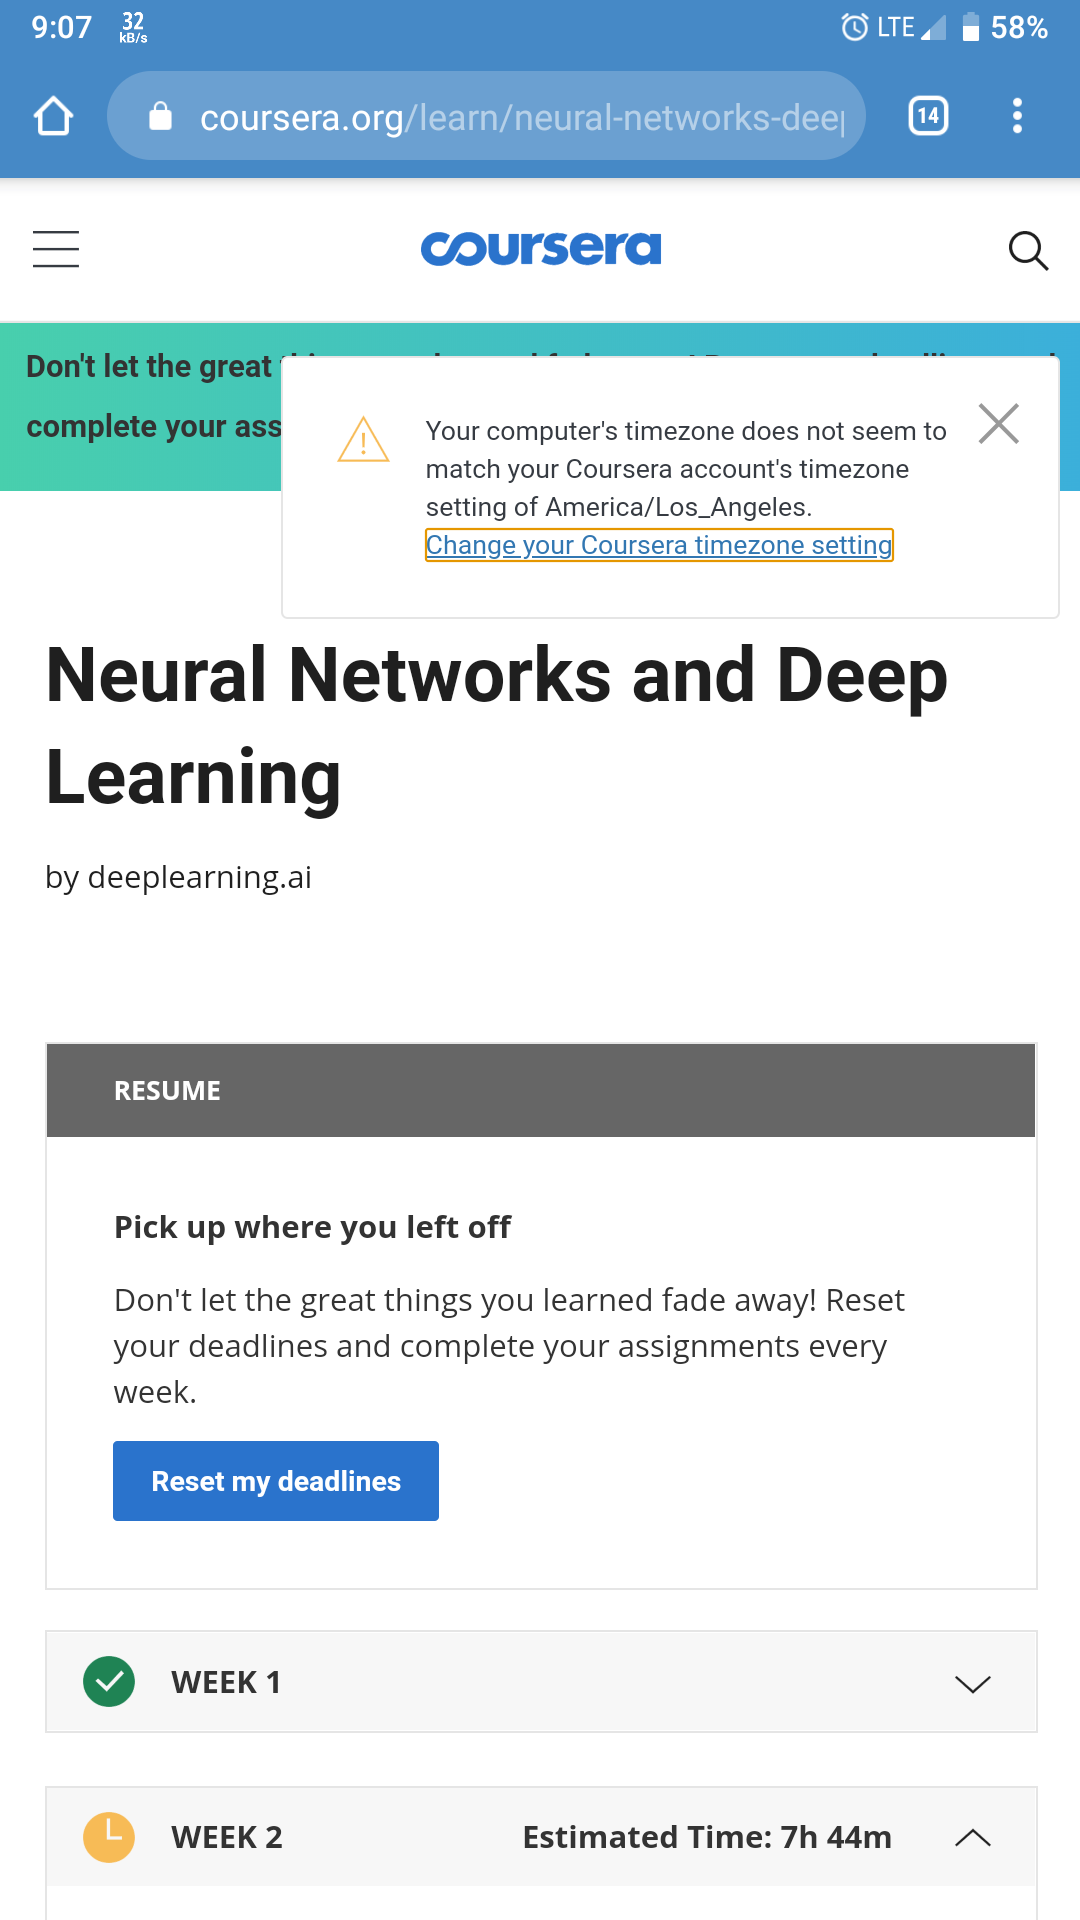 9:07 32 kB/s LTE 58%
coursera.org/learn/neural-networks-deep 14
coursera
Don't let the great
complete your ass
Your computer's timezone does not seem to
match your Coursera account's timezone
setting of America/Los_Angeles.
Change your Coursera timezone setting
Neural Networks and Deep
Learning
by deeplearning.ai
RESUME
Pick up where you left off
Don't let the great things you learned fade away! Reset
your deadlines and complete your assignments every
week.
Reset my deadlines
WEEK 1
WEEK 2 Estimated Time: 7h 44m